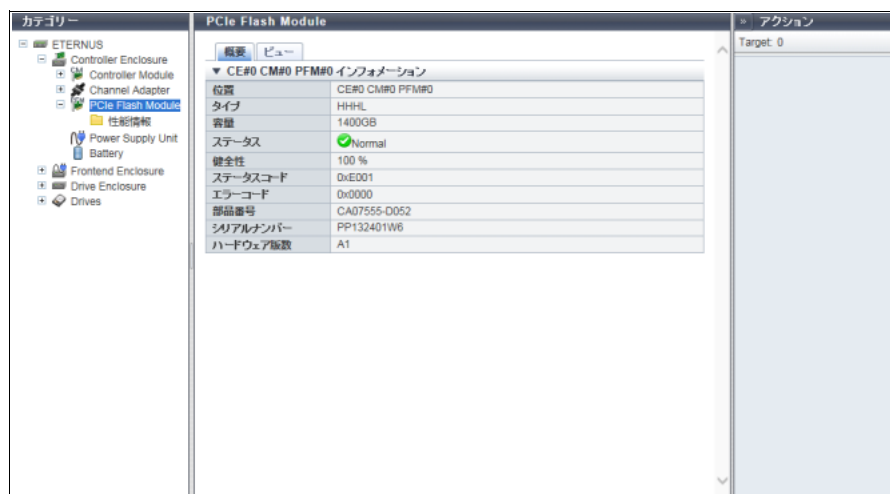 カテゴリー
ETERNUS
Controller Enclosure
Controller Module
Channel Adapter
PCIe Flash Module
性能情報
Power Supply Unit
Battery
Frontend Enclosure
Drive Enclosure
Drives
PCIe Flash Module
概要 ビュー
▼ CE#0 CM#0 PFM#0 インフォメーション
位置 CE#0 CM#0 PFM#0
タイプ HHHL
容量 1400GB
ステータス Normal
健全性 100 %
ステータスコード 0xE001
エラーコード 0x0000
部品番号 CA07555-D052
シリアルナンバー PP132401W6
ハードウェア版数 A1
» アクション
Target: 0